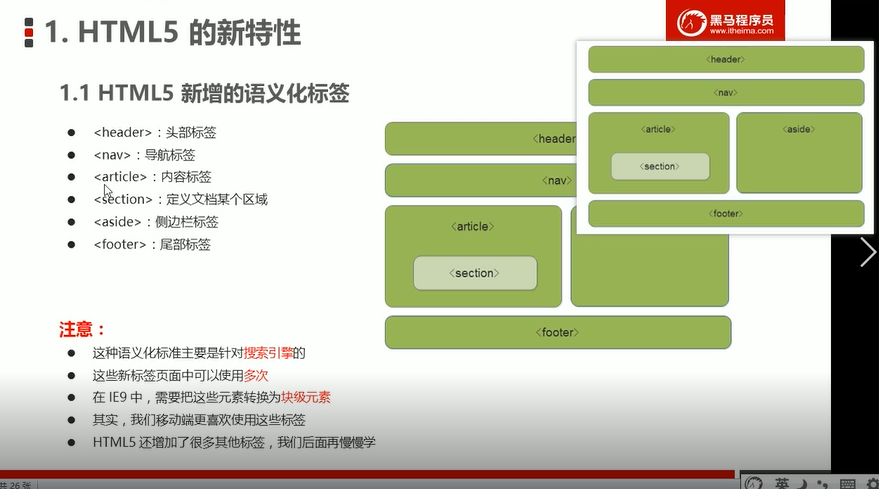 1. HTML5 的新特性
黑马程序员
www.itheima.com
1.1 HTML5 新增的语义化标签
<header>：头部标签
<nav>：导航标签
<article>：内容标签
<section>：定义文档某个区域
<aside>：侧边栏标签
<footer>：尾部标签
<header
<nav>
<article>
<section>
<footer>
<header>
<nav>
<article>
<aside>
<section>
<footer>
注意：
这种语义化标准主要是针对搜索引擎的
这些新标签页面中可以使用多次
在 IE9 中，需要把这些元素转换为块级元素
其实，我们移动端更喜欢使用这些标签
HTML5 还增加了很多其他标签，我们后面再慢慢学
共 26 张
英